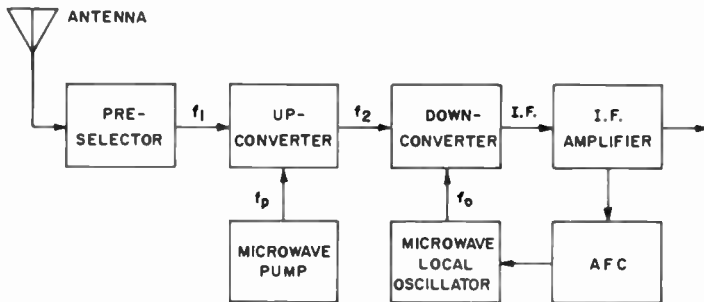 ANTENNA
PRE-
SELECTOR
f₁
UP-
CONVERTER
f₂
DOWN-
CONVERTER
I.F.
I.F.
AMPLIFIER
fp
fo
MICROWAVE
PUMP
MICROWAVE
LOCAL
OSCILLATOR
AFC